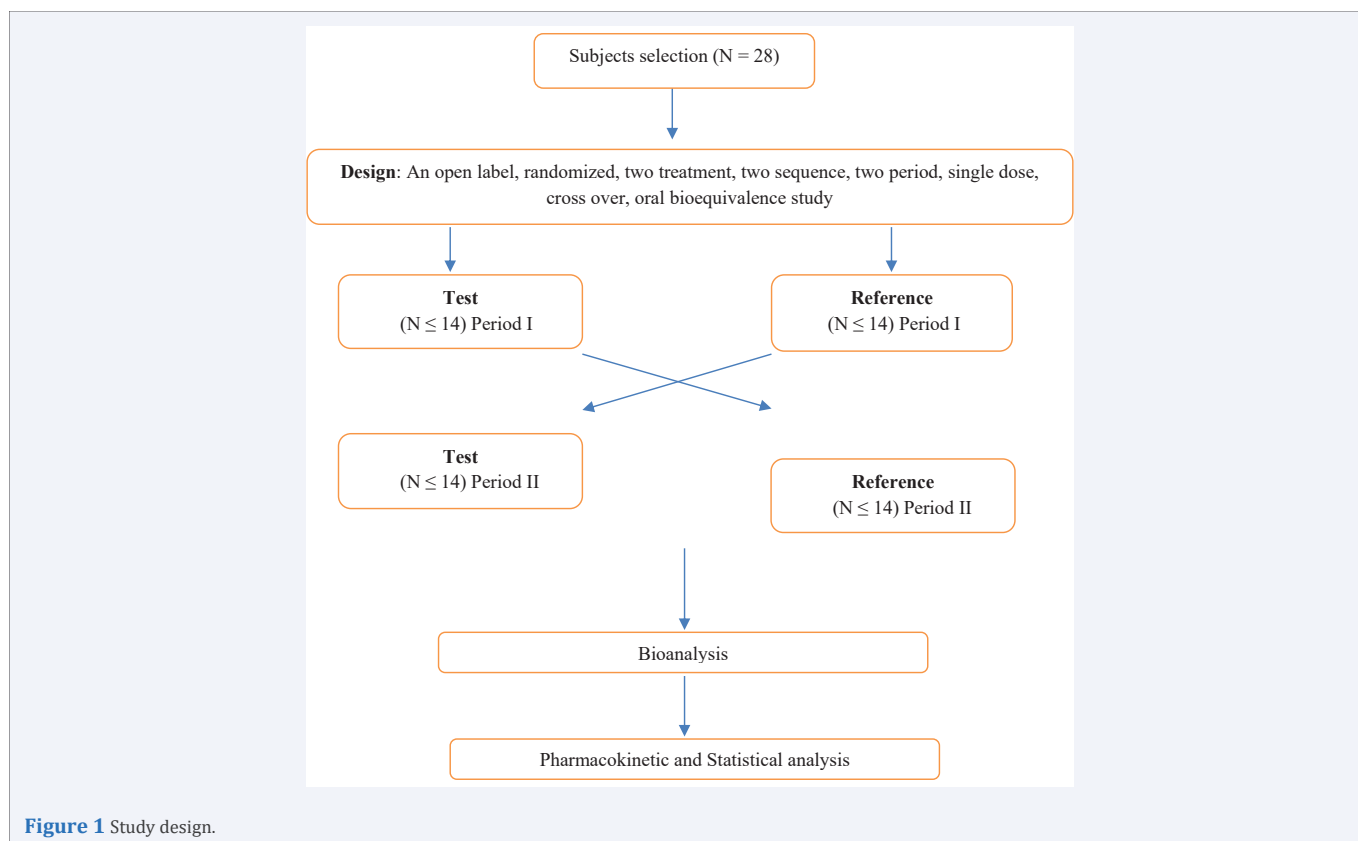 Subjects selection (N = 28)
Design: An open label, randomized, two treatment, two sequence, two period, single dose,
cross over, oral bioequivalence study
Test
(N ≤ 14) Period I
Reference
(N ≤ 14) Period I
Test
(N ≤ 14) Period II
Reference
(N ≤ 14) Period II
Bioanalysis
Pharmacokinetic and Statistical analysis
Figure 1 Study design.